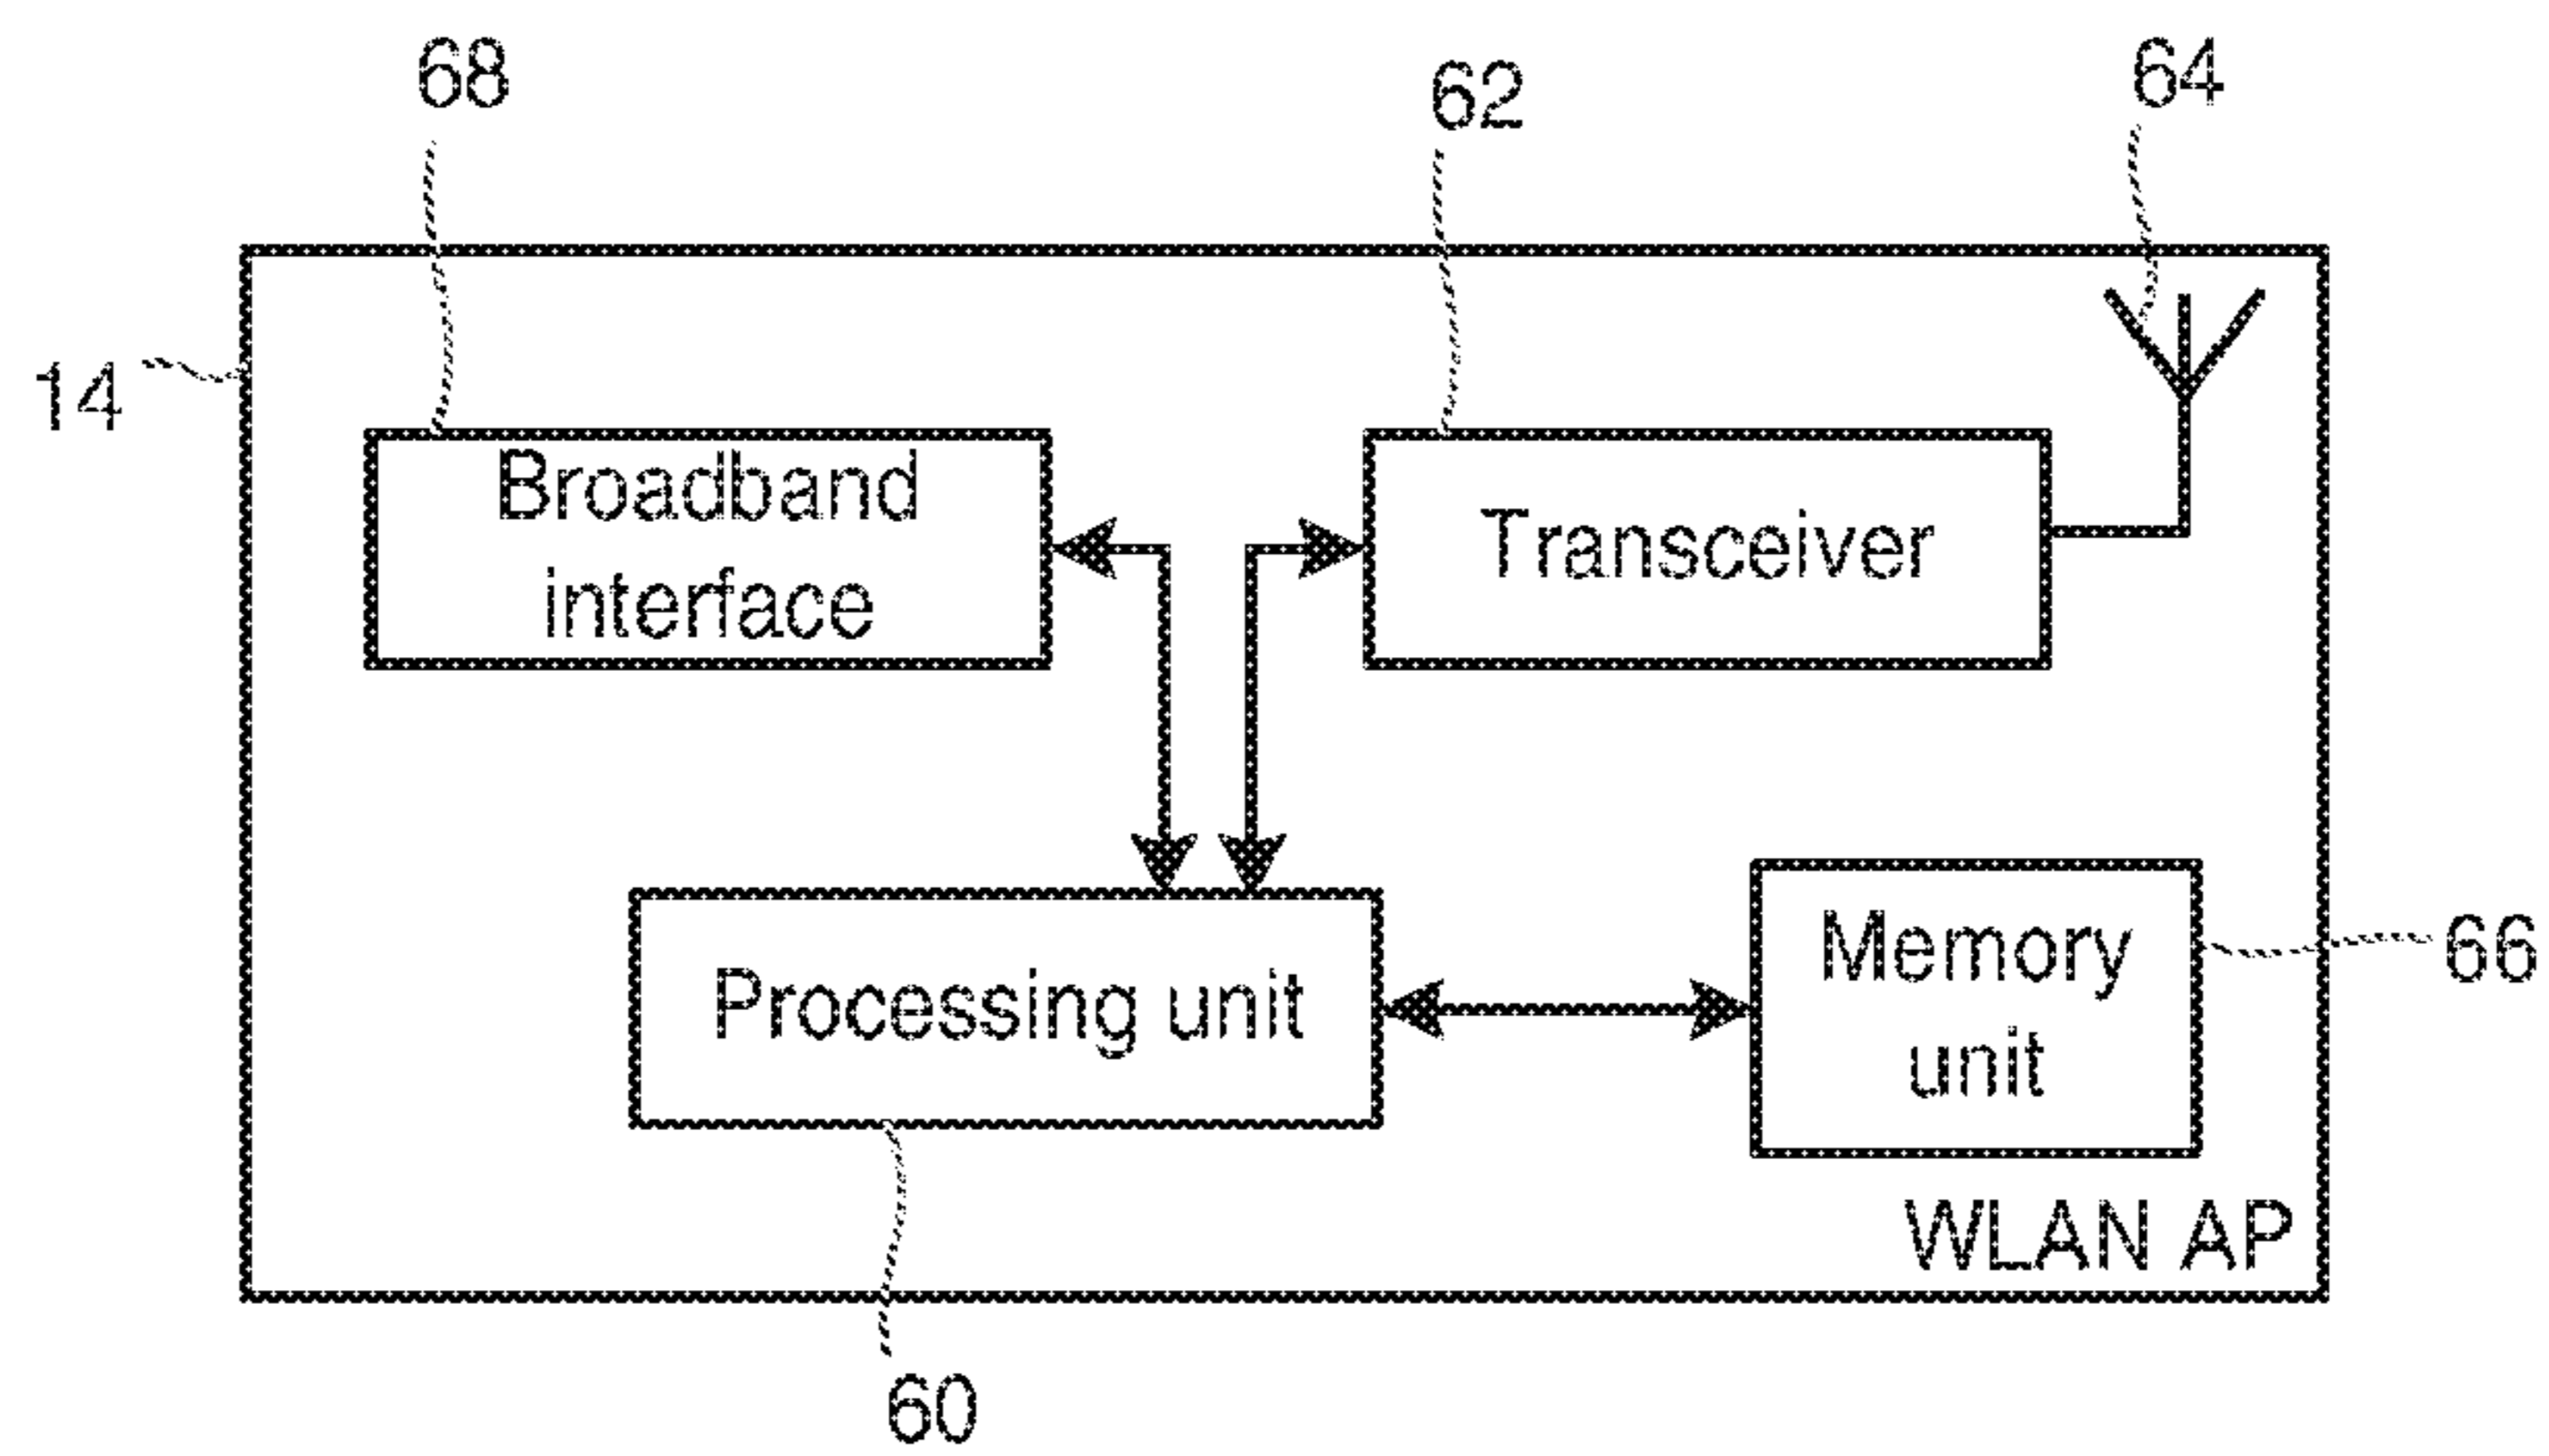 68
62
64
14
Broadband
interface
Transceiver
Processing unit
Memory
unit
66
WLAN AP
60